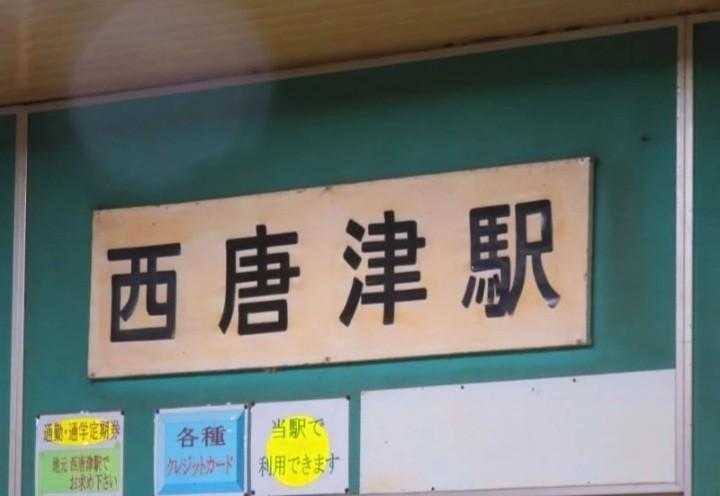 西唐津駅
通勤・通学定期券
地元 西唐津駅で
お求め下さい
各種
クレジットカード
当駅で
利用できます